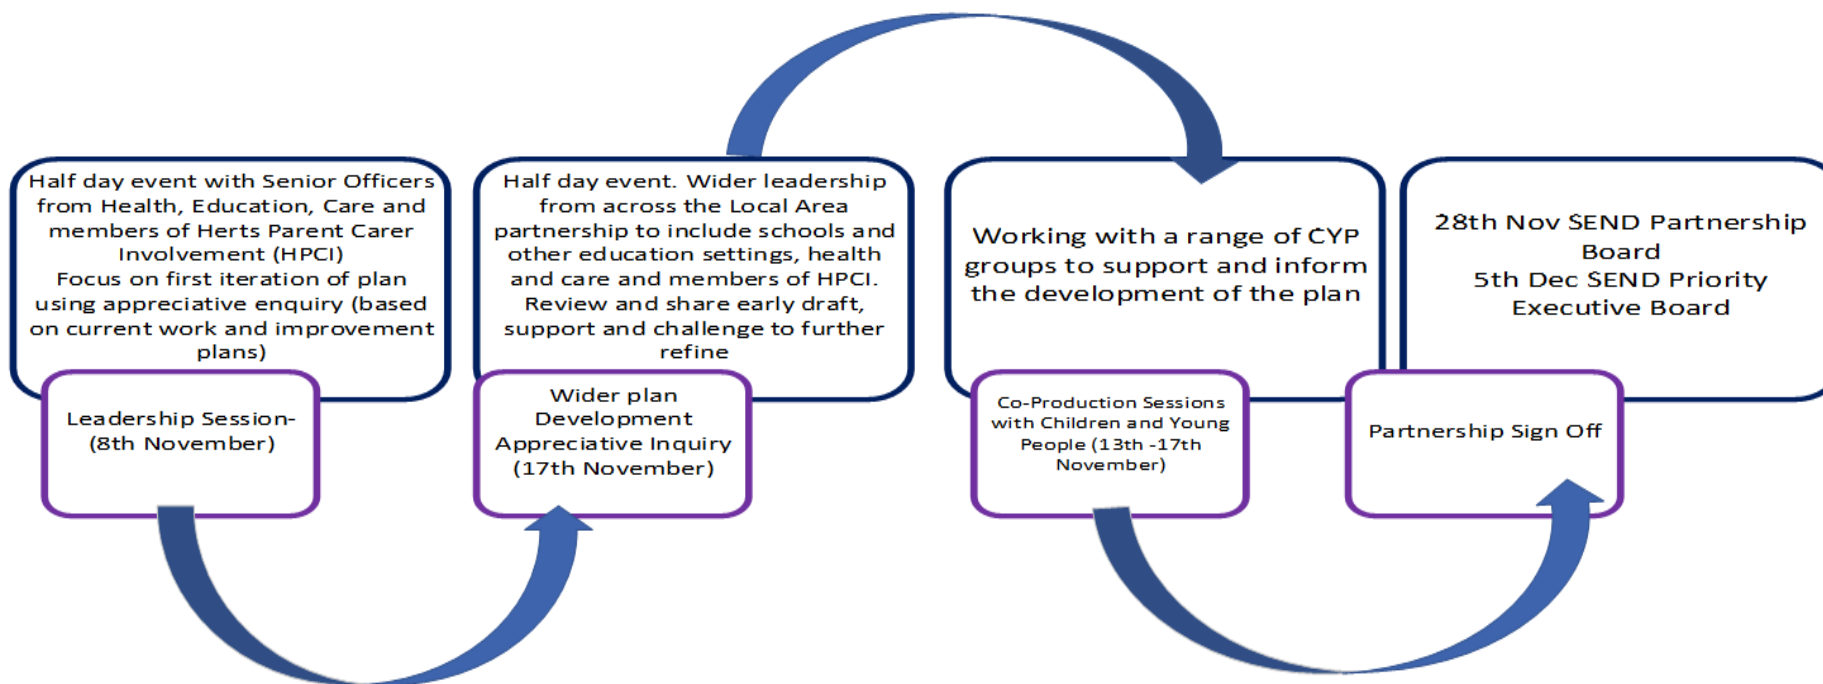 Half day event with Senior Officers
from Health, Education, Care and
members of Herts Parent Carer
Involvement (HPCI)
Focus on first iteration of plan
using appreciative enquiry (based
on current work and improvement
plans)
Leadership Session-
(8th November)
Half day event. Wider leadership
from across the Local Area
partnership to include schools and
other education settings, health
and care and members of HPCI.
Review and share early draft,
support and challenge to further
refine
Wider plan
Development
Appreciative Inquiry
(17th November)
Working with a range of CYP
groups to support and inform
the development of the plan
Co-Production Sessions
with Children and Young
People (13th -17th
November)
28th Nov SEND Partnership
Board
5th Dec SEND Priority
Executive Board
Partnership Sign Off